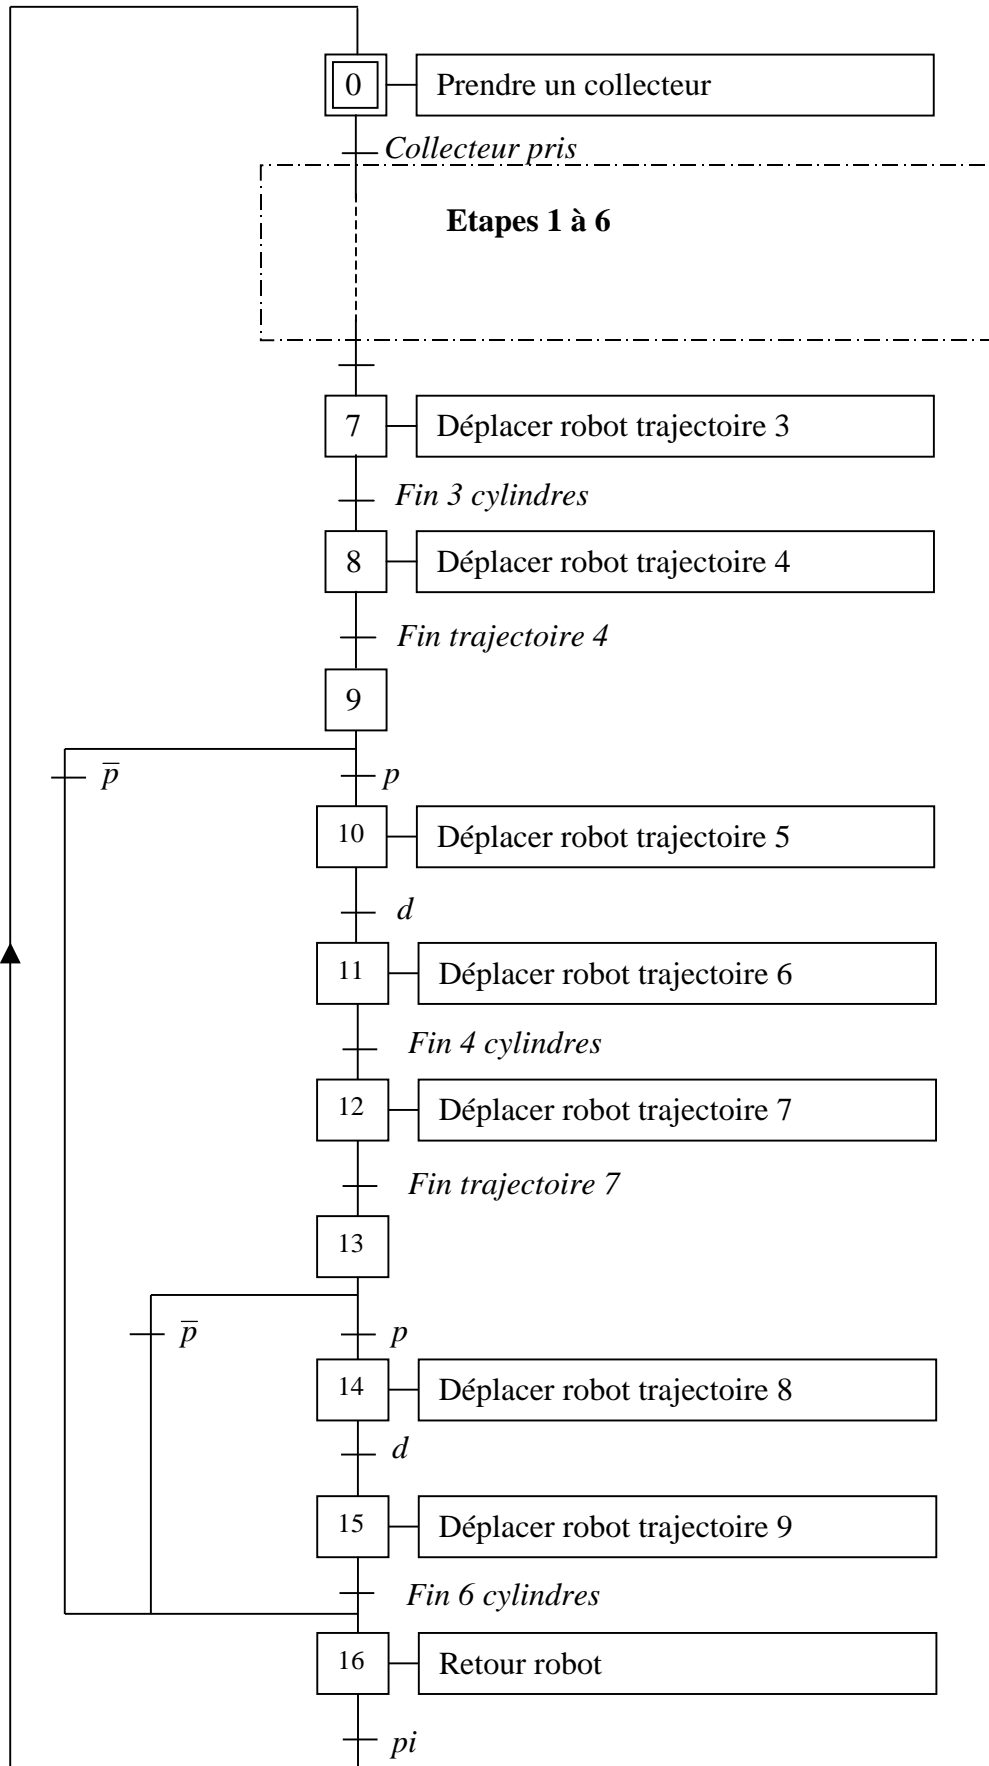 0 Prendre un collecteur
Collecteur pris
Etapes 1 à 6
7 Déplacer robot trajectoire 3
Fin 3 cylindres
8 Déplacer robot trajectoire 4
Fin trajectoire 4
9
p̅ p
10 Déplacer robot trajectoire 5
d
11 Déplacer robot trajectoire 6
Fin 4 cylindres
12 Déplacer robot trajectoire 7
Fin trajectoire 7
13
p̅ p
14 Déplacer robot trajectoire 8
d
15 Déplacer robot trajectoire 9
Fin 6 cylindres
16 Retour robot
pi